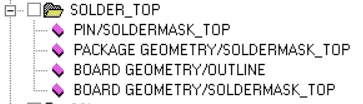 SOLDER_TOP
PIN/SOLDERMASK_TOP
PACKAGE GEOMETRY/SOLDERMASK_TOP
BOARD GEOMETRY/OUTLINE
BOARD GEOMETRY/SOLDERMASK_TOP